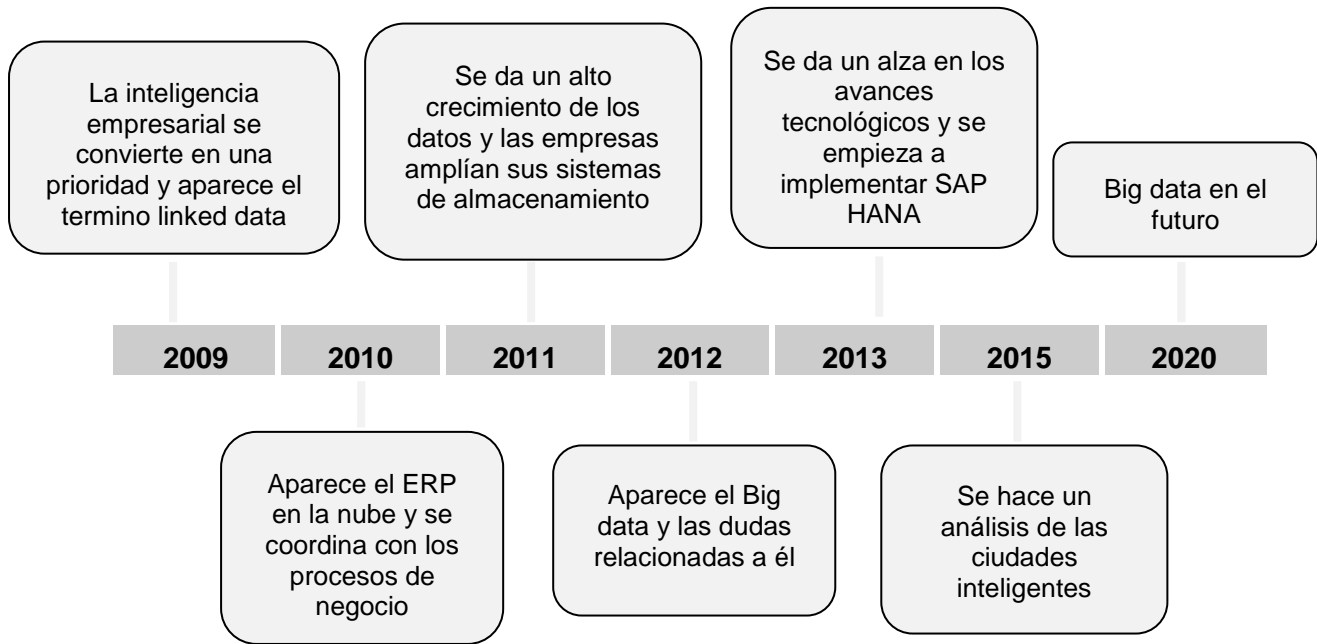 La inteligencia
empresarial se
convierte en una
prioridad y aparece el
termino linked data
Se da un alto
crecimiento de los
datos y las empresas
amplían sus sistemas
de almacenamiento
Se da un alza en los
avances
tecnológicos y se
empieza a
implementar SAP
HANA
Big data en el
futuro
2009 2010 2011 2012 2013 2015 2020
Aparece el ERP
en la nube y se
coordina con los
procesos de
negocio
Aparece el Big
data y las dudas
relacionadas a él
Se hace un
análisis de las
ciudades
inteligentes